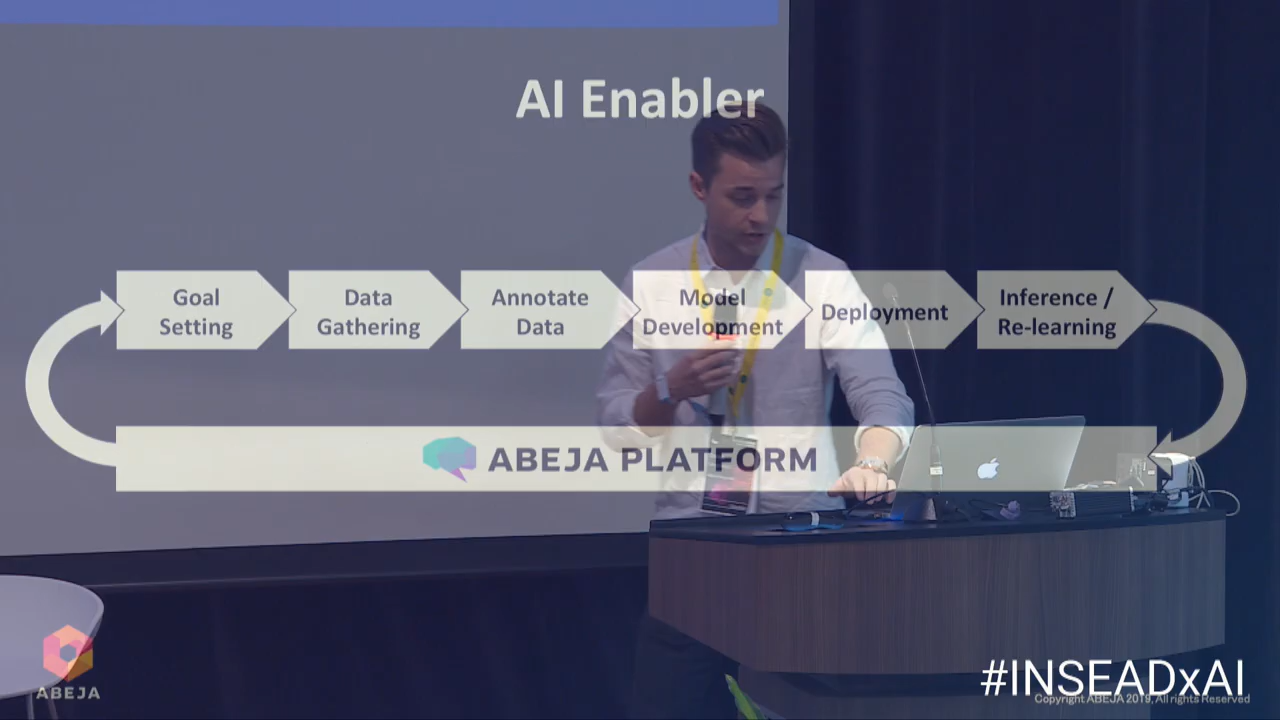 AI Enabler
Goal
Setting
Data
Gathering
Annotate
Data
Model
Development
Deployment
Inference /
Re-learning
ABEJA PLATFORM
ABEJA
#INSEADxAI
Copyright ABEJA 2019, All rights Reserved